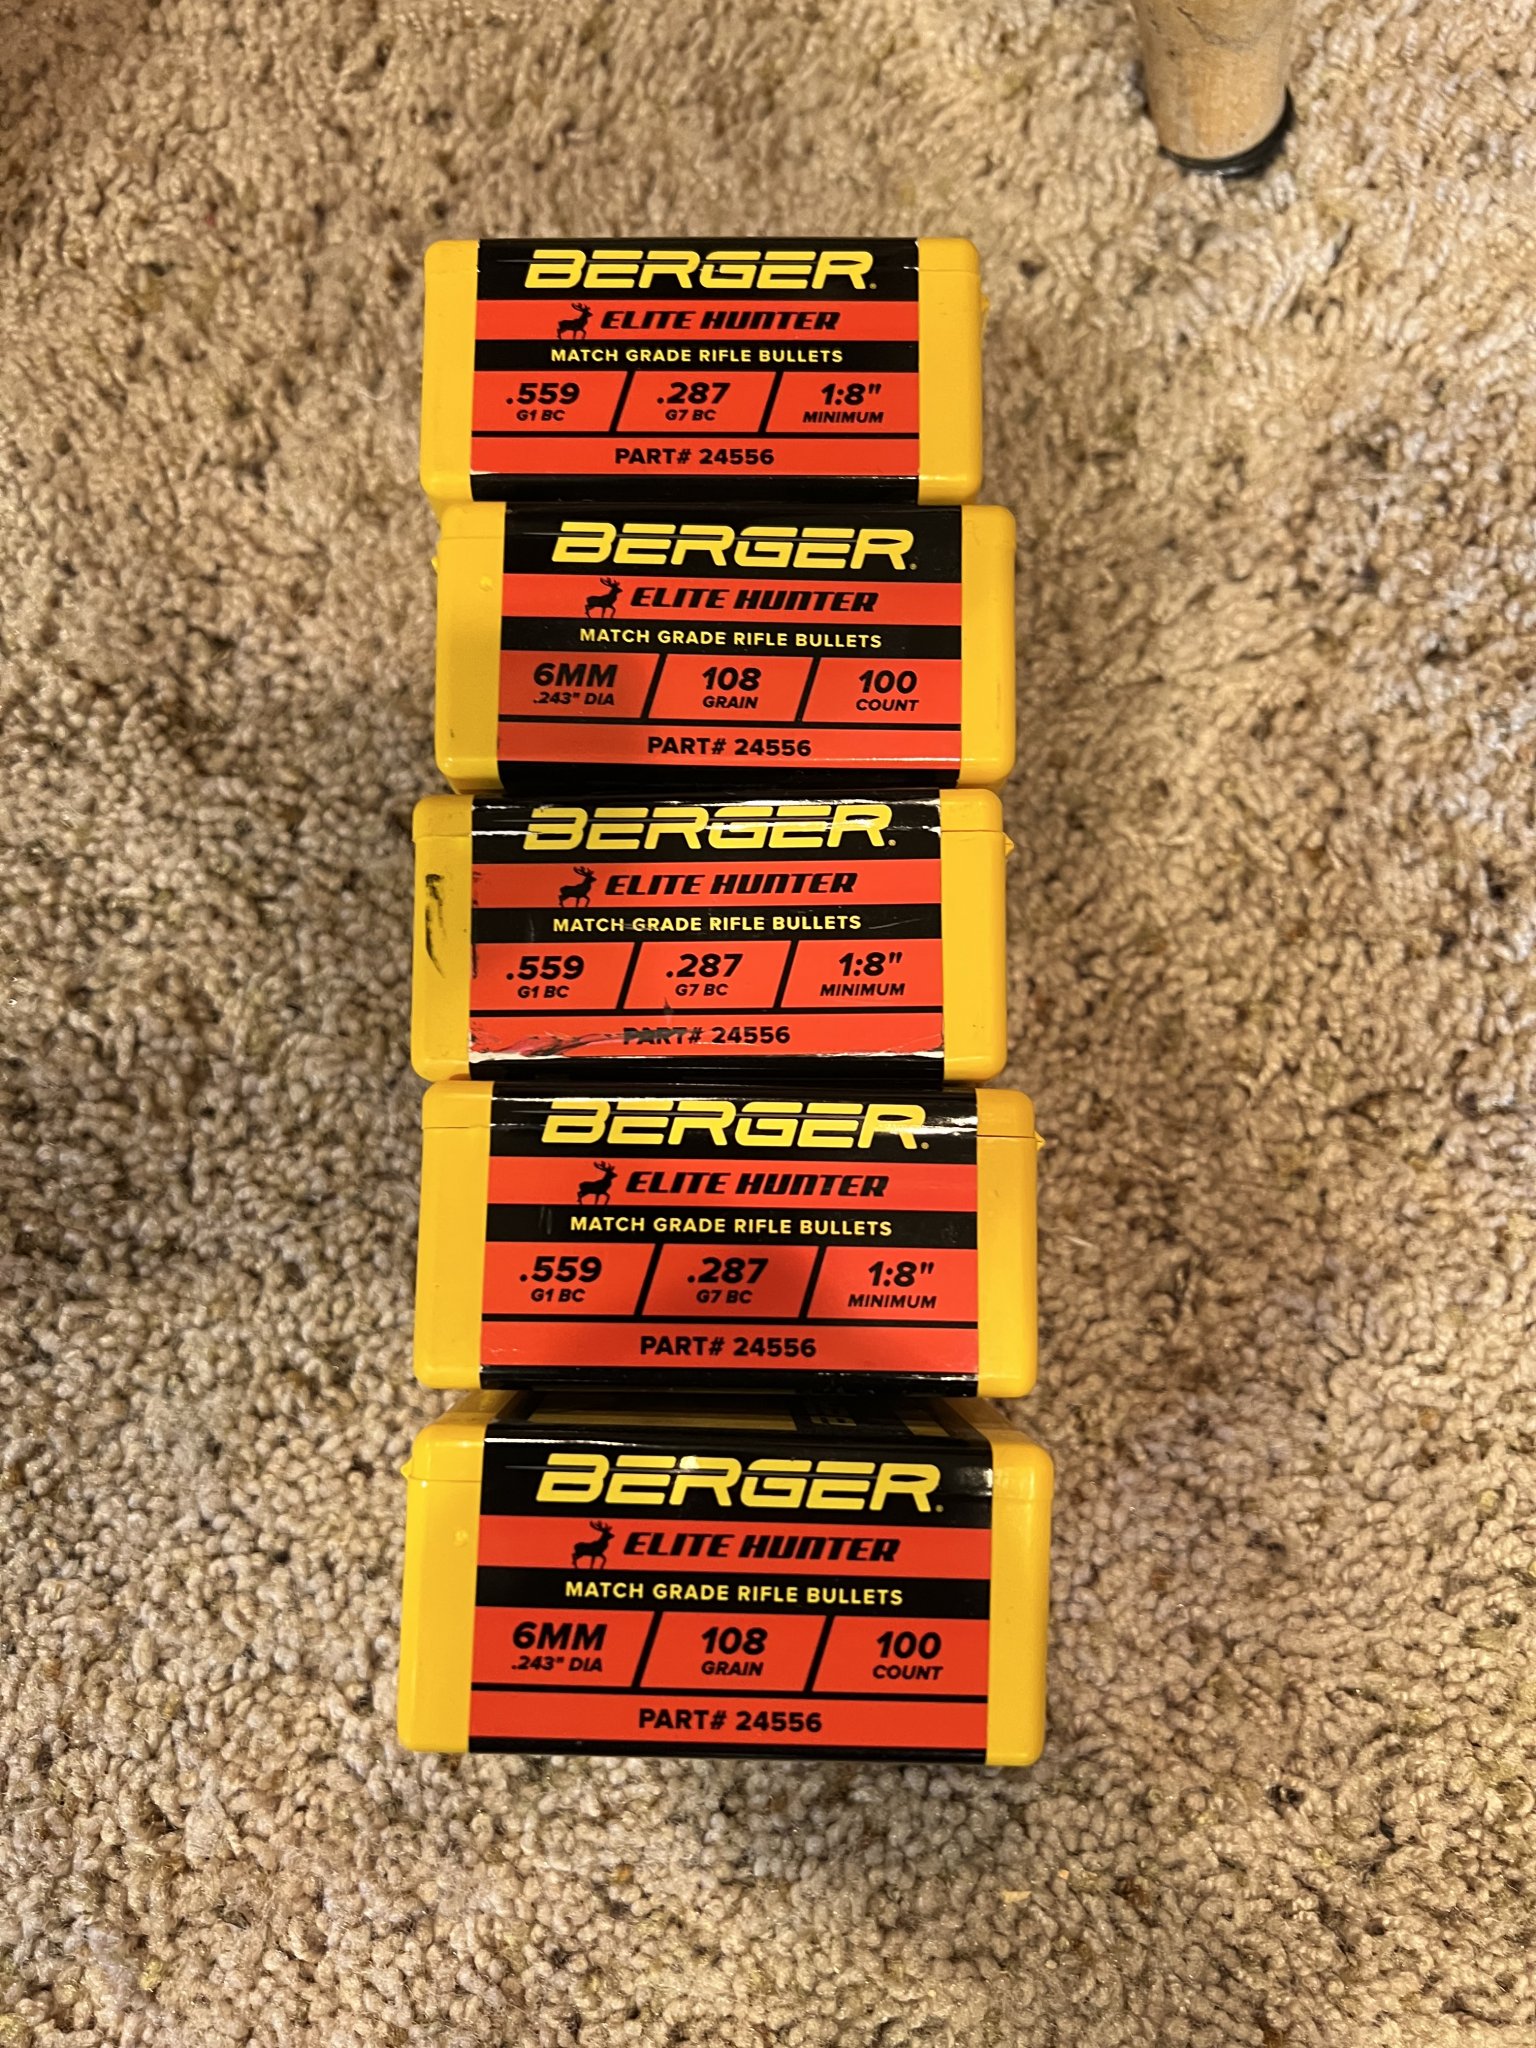 BERGER®
ELITE HUNTER
MATCH GRADE RIFLE BULLETS
.559 .287 1:8"
G1 BC G7 BC MINIMUM
PART# 24556
BERGER®
ELITE HUNTER
MATCH GRADE RIFLE BULLETS
6MM 108 100
.243" DIA GRAIN COUNT
PART# 24556
BERGER®
ELITE HUNTER
MATCH GRADE RIFLE BULLETS
.559 .287 1:8"
G1 BC G7 BC MINIMUM
PART# 24556
BERGER®
ELITE HUNTER
MATCH GRADE RIFLE BULLETS
.559 .287 1:8"
G1 BC G7 BC MINIMUM
PART# 24556
BERGER®
ELITE HUNTER
MATCH GRADE RIFLE BULLETS
6MM 108 100
.243" DIA GRAIN COUNT
PART# 24556